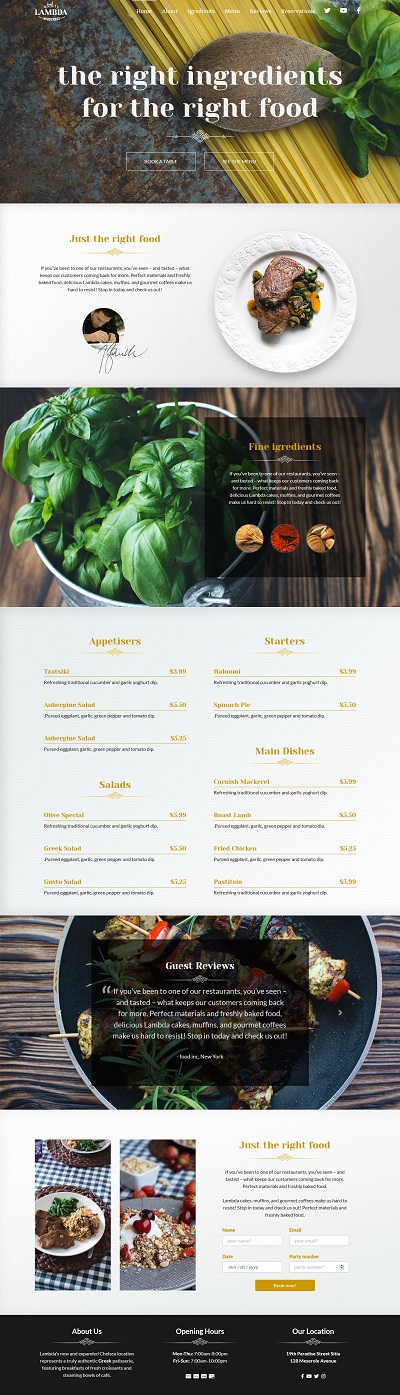 LAMBDA
Home About Igredients Menu Reviews Reservations
the right ingredients
for the right food
BOOK A TABLE
SEE THE MENU
Just the right food
If you've been to one of our restaurants, you've seen – and tasted – what
keeps our customers coming back for more. Perfect materials and freshly
baked food, delicious Lambda cakes, muffins, and gourmet coffees make us
hard to resist! Stop in today and check us out!
Fine igredients
If you've been to one of our restaurants, you've seen –
and tasted – what keeps our customers coming back
for more. Perfect materials and freshly baked food,
delicious Lambda cakes, muffins, and gourmet coffees
make us hard to resist! Stop in today and check us out!
Appetisers
Tzatsiki $3.99
Refreshing traditional cucumber and garlic yoghurt dip.
Aubergine Salad $5.50
.Pureed eggplant, garlic, green pepper and tomato dip.
Aubergine Salad $5.25
.Pureed eggplant, garlic, green pepper and tomato dip.
Salads
Olive Special $5.99
Refreshing traditional cucumber and garlic yoghurt dip.
Greek Salad $5.50
.Pureed eggplant, garlic, green pepper and tomato dip.
Gusto Salad $5.25
Pureed eggplant, garlic, green pepper and tomato dip.
Starters
Haloumi $3.99
Refreshing traditional cucumber and garlic yoghurt dip.
Spinach Pie $5.50
.Pureed eggplant, garlic, green pepper and tomato dip.
Main Dishes
Cornish Mackerel $5.99
Refreshing traditional cucumber and garlic yoghurt dip.
Roast Lamb $5.50
.Pureed eggplant, garlic, green pepper and tomato dip.
Fried Chicken $5.25
.Pureed eggplant, garlic, green pepper and tomato dip.
Pastitsio $5.99
Refreshing traditional cucumber and garlic yoghurt dip.
Guest Reviews
“ If you've been to one of our restaurants, you've seen –
and tasted – what keeps our customers coming back
for more. Perfect materials and freshly baked food,
delicious Lambda cakes, muffins, and gourmet coffees
make us hard to resist! Stop in today and check us out!
- food inc, New York
Just the right food
If you've been to one of our restaurants, you've seen – and
tasted – what keeps our customers coming back for more.
Perfect materials and freshly baked food.
Lambda cakes, muffins, and gourmet coffees make us hard to
resist! Stop in today and check us out! Perfect materials and
freshly baked food.
Name Email
your name* your email*
Date Party number
mm / dd / yyyy party number*
Book now!
About Us
Lambda's new and expanded Chelsea location
represents a truly authentic Greek patisserie,
featuring breakfasts of fresh croissants and
steaming bowls of café.
Opening Hours
Mon-Thu: 7:00am-8:00pm
Fri-Sun: 7:00am-10:00pm
Our Location
19th Paradise Street Sitia
128 Meserole Avenue